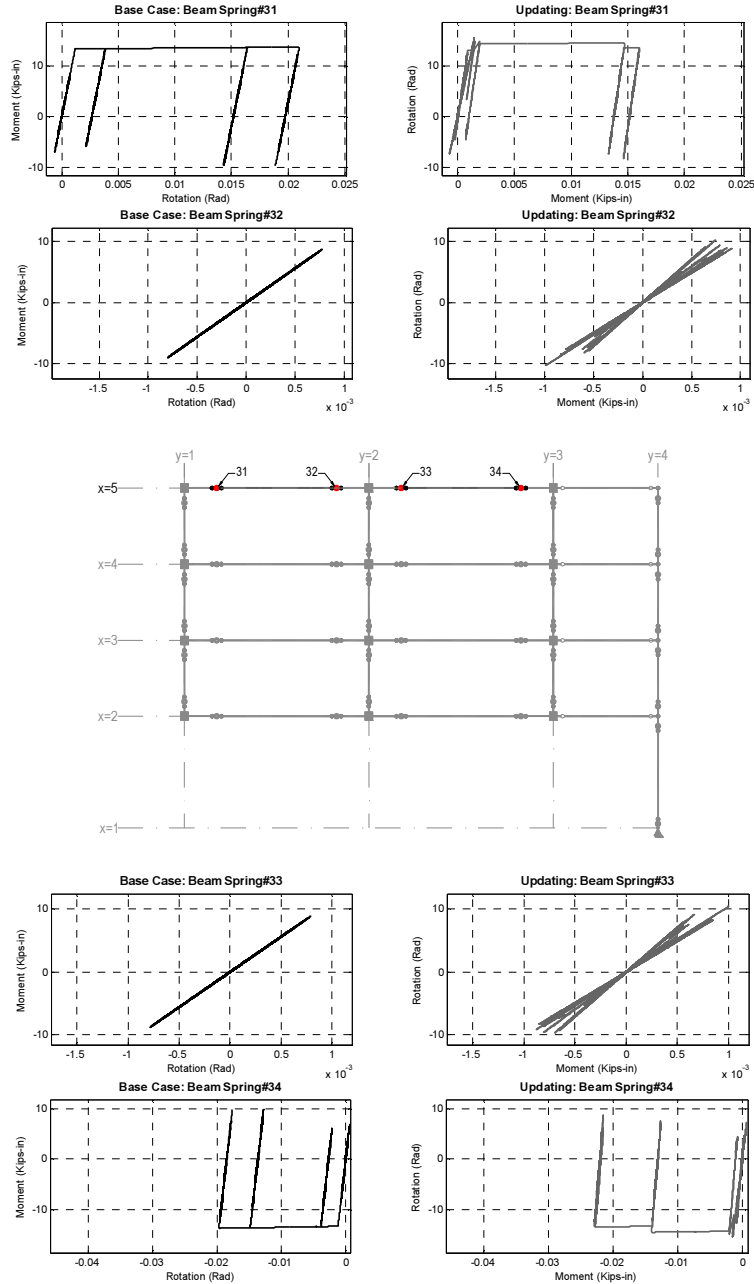 Base Case: Beam Spring#31
Moment (Kips-in)
10
0
-10
0 0.005 0.01 0.015 0.02 0.025
Rotation (Rad)
Updating: Beam Spring#31
Rotation (Rad)
10
0
-10
0 0.005 0.01 0.015 0.02 0.025
Moment (Kips-in)
Base Case: Beam Spring#32
Moment (Kips-in)
10
0
-10
-1.5 -1 -0.5 0 0.5 1
x 10⁻³
Rotation (Rad)
Updating: Beam Spring#32
Rotation (Rad)
10
0
-10
-1.5 -1 -0.5 0 0.5 1
x 10⁻³
Moment (Kips-in)
y=1 y=2 y=3 y=4
31 32 33 34
x=5
x=4
x=3
x=2
x=1
Base Case: Beam Spring#33
Moment (Kips-in)
10
0
-10
-1.5 -1 -0.5 0 0.5 1
x 10⁻³
Rotation (Rad)
Updating: Beam Spring#33
Rotation (Rad)
10
0
-10
-1.5 -1 -0.5 0 0.5 1
x 10⁻³
Moment (Kips-in)
Base Case: Beam Spring#34
Moment (Kips-in)
10
0
-10
-0.04 -0.03 -0.02 -0.01 0
Rotation (Rad)
Updating: Beam Spring#34
Rotation (Rad)
10
0
-10
-0.04 -0.03 -0.02 -0.01 0
Moment (Kips-in)